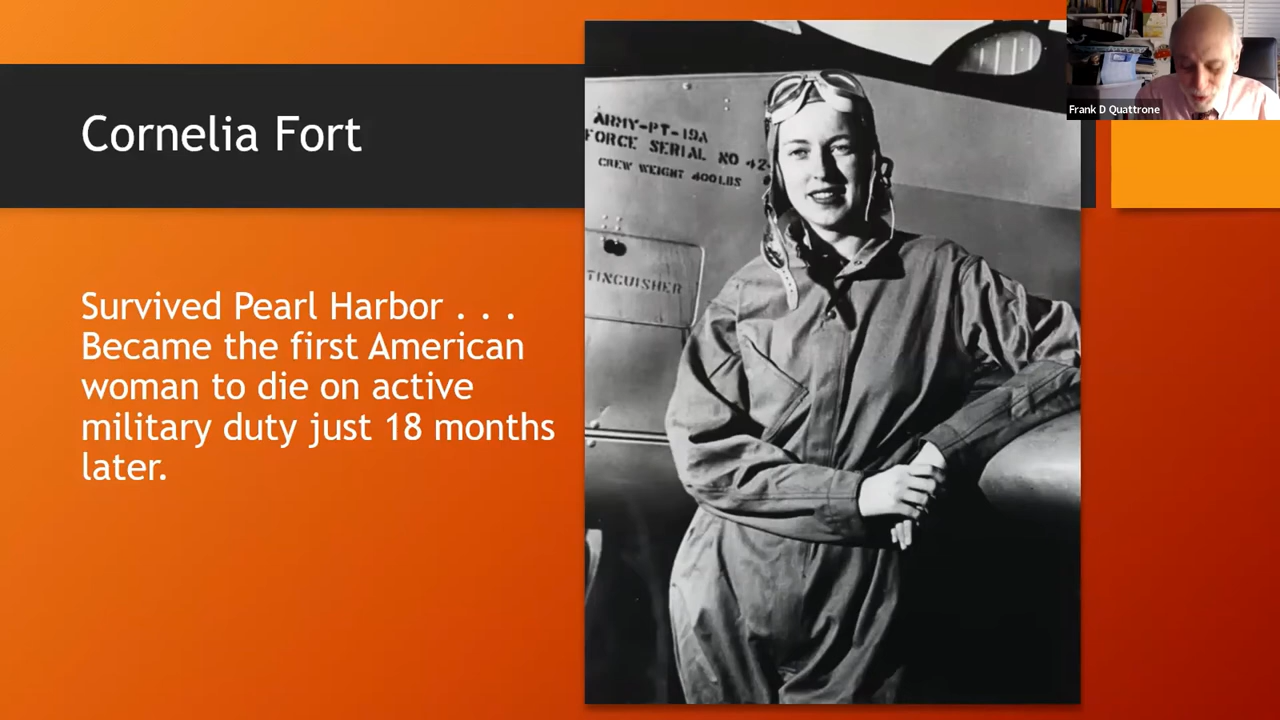 Cornelia Fort
Survived Pearl Harbor . . .
Became the first American
woman to die on active
military duty just 18 months
later.
ARMY-PT-19A
FORCE SERIAL NO 42-
CREW WEIGHT 400LBS
TINGUISHER
Frank D Quattrone